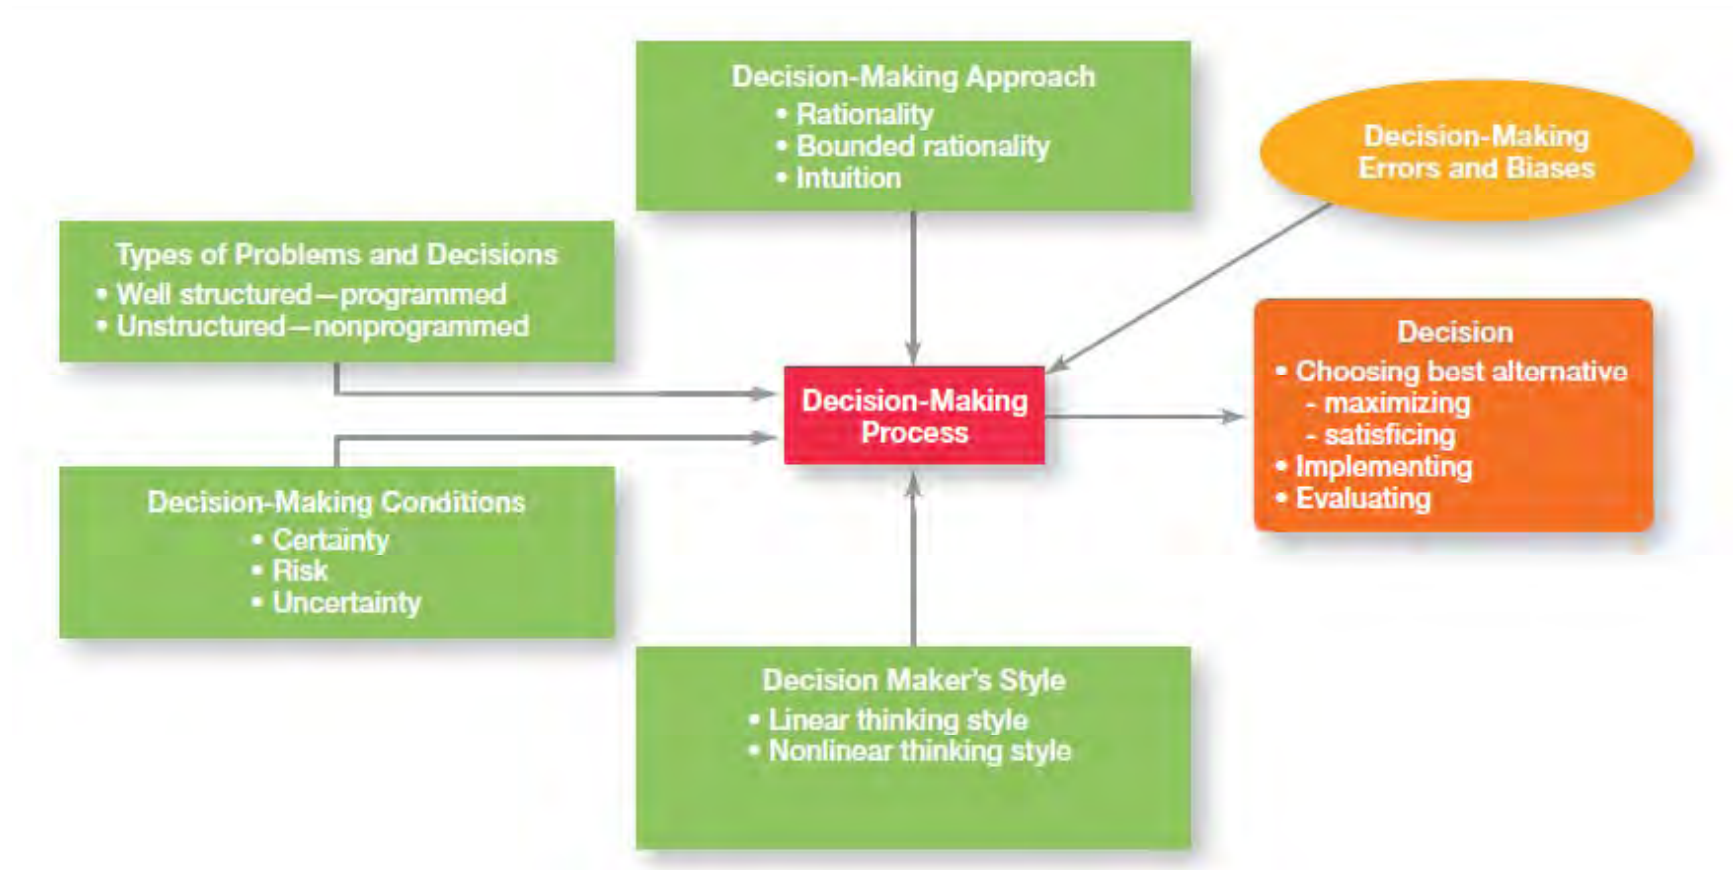 Decision-Making Approach
• Rationality
• Bounded rationality
• Intuition
Decision-Making
Errors and Biases
Types of Problems and Decisions
• Well structured—programmed
• Unstructured—nonprogrammed
Decision
• Choosing best alternative
- maximizing
- satisficing
• Implementing
• Evaluating
Decision-Making
Process
Decision-Making Conditions
• Certainty
• Risk
• Uncertainty
Decision Maker’s Style
• Linear thinking style
• Nonlinear thinking style